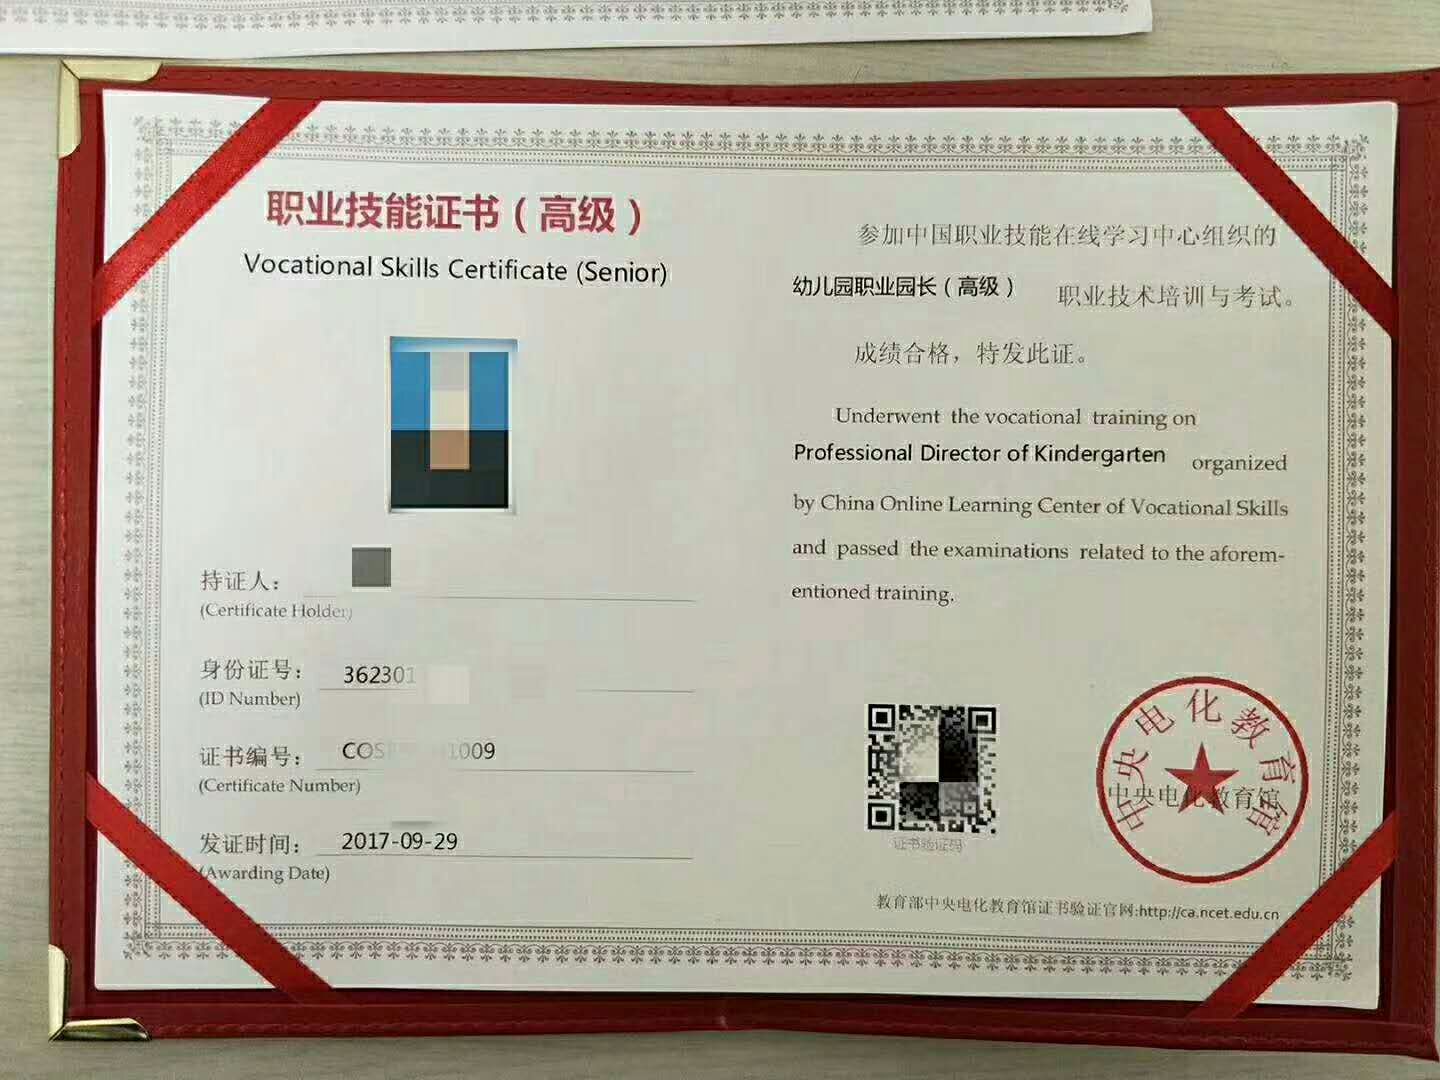 职业技能证书（高级）
Vocational Skills Certificate (Senior)
持证人：
(Certificate Holder)
身份证号： 362301
(ID Number)
证书编号： COS 1009
(Certificate Number)
发证时间： 2017-09-29
(Awarding Date)
参加中国职业技能在线学习中心组织的
幼儿园职业园长（高级） 职业技术培训与考试。
成绩合格，特发此证。
Underwent the vocational training on
Professional Director of Kindergarten organized
by China Online Learning Center of Vocational Skills
and passed the examinations related to the aforem-
entioned training.
证书验证码
中央电化教育馆
中央电化教育馆
教育部中央电化教育馆证书验证官网:http://ca.ncet.edu.cn